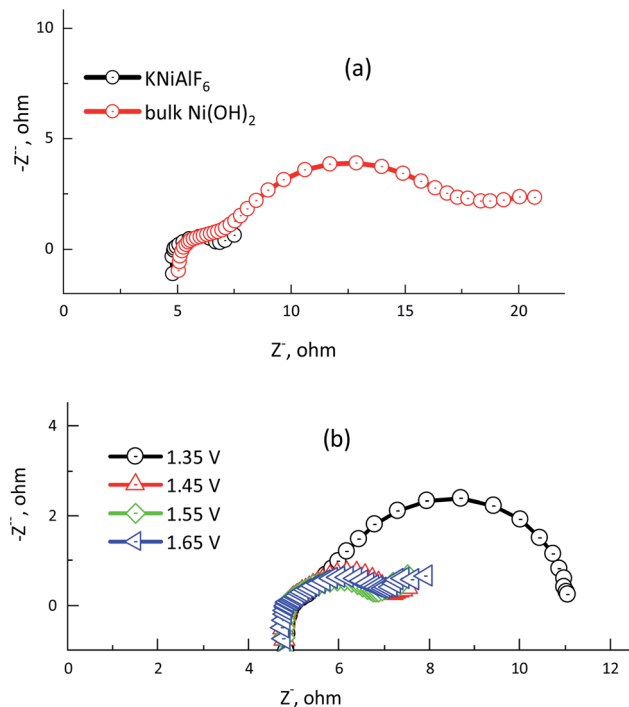 10
5
0
-Z⁻⁻, ohm
(a)
KNiAlF₆
bulk Ni(OH)₂
0 5 10 15 20
Z⁻, ohm
4
2
0
-Z⁻⁻, ohm
(b)
1.35 V
1.45 V
1.55 V
1.65 V
0 2 4 6 8 10 12
Z⁻, ohm